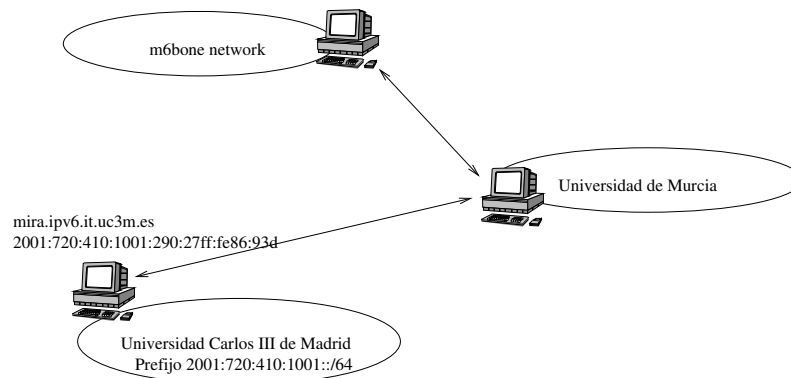 m6bone network
Universidad de Murcia
mira.ipv6.it.uc3m.es
2001:720:410:1001:290:27ff:fe86:93d
Universidad Carlos III de Madrid
Prefijo 2001:720:410:1001::/64